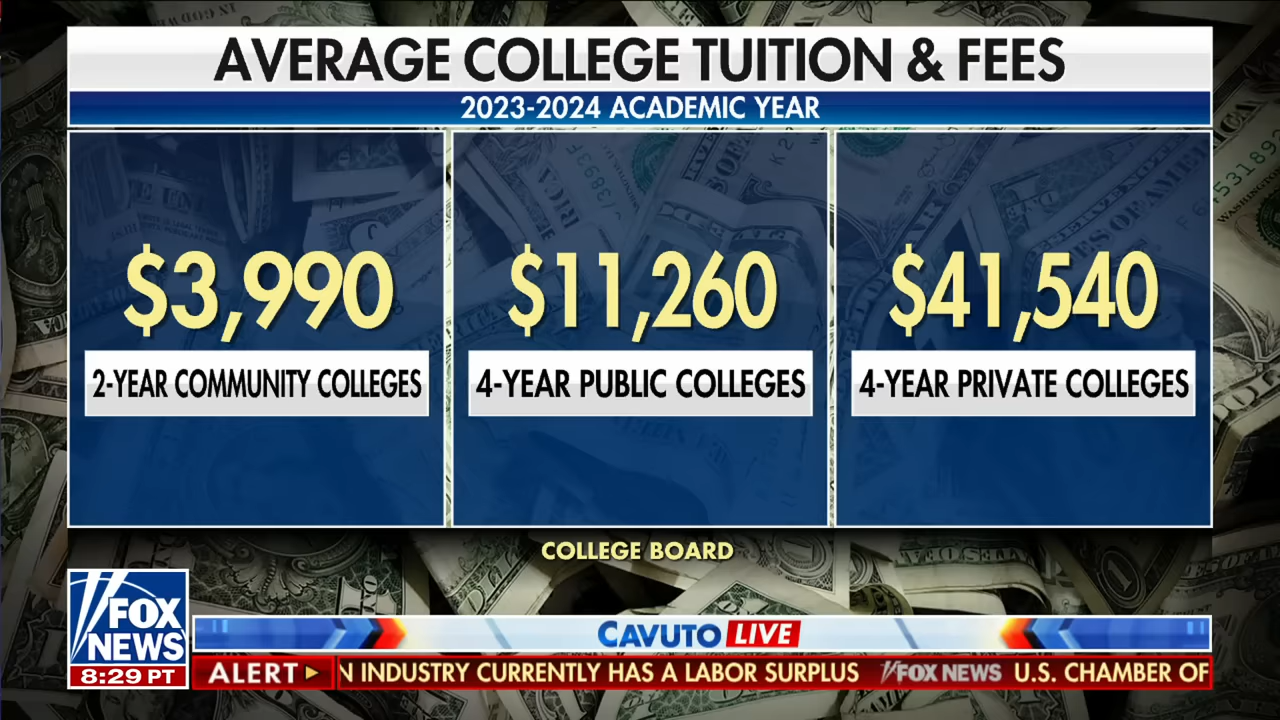 AVERAGE COLLEGE TUITION & FEES
2023-2024 ACADEMIC YEAR
$3,990
2-YEAR COMMUNITY COLLEGES
$11,260
4-YEAR PUBLIC COLLEGES
$41,540
4-YEAR PRIVATE COLLEGES
COLLEGE BOARD
FOX
NEWS
8:29 PT
CAVUTO LIVE
ALERT N INDUSTRY CURRENTLY HAS A LABOR SURPLUS FOX NEWS U.S. CHAMBER OF